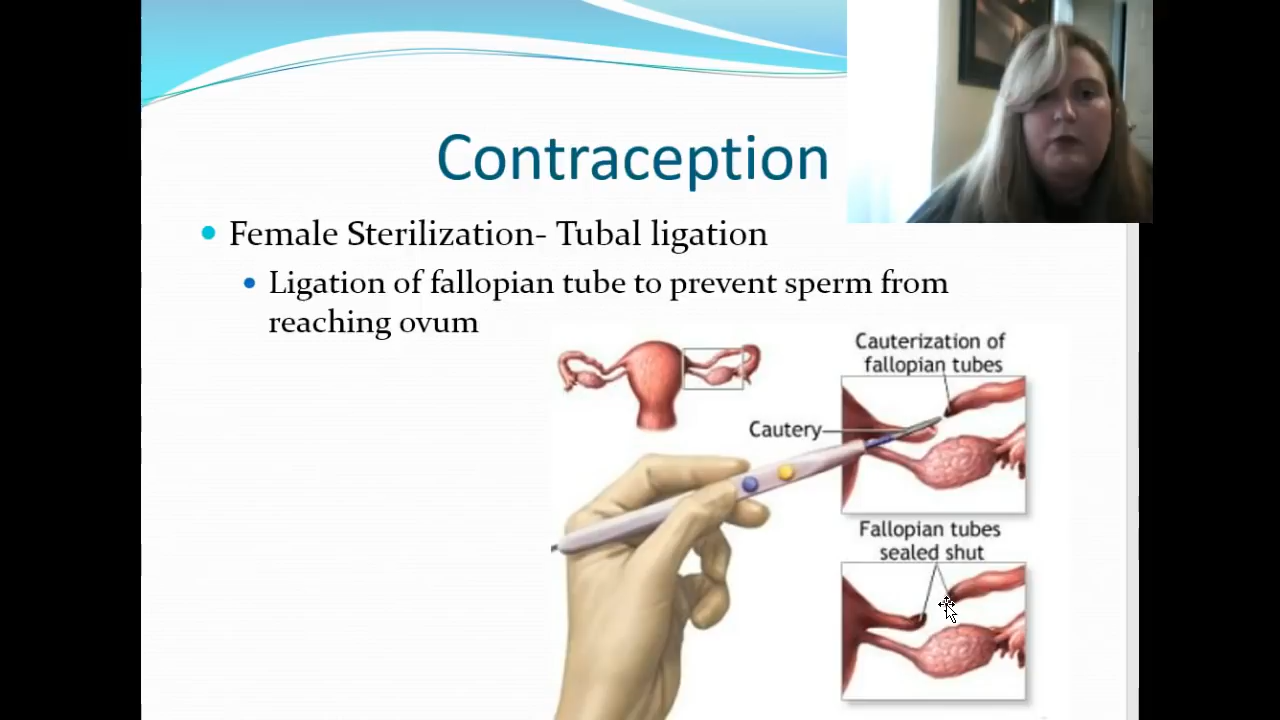 Contraception
Female Sterilization- Tubal ligation
Ligation of fallopian tube to prevent sperm from
reaching ovum
Cauterization of
fallopian tubes
Cautery
Fallopian tubes
sealed shut